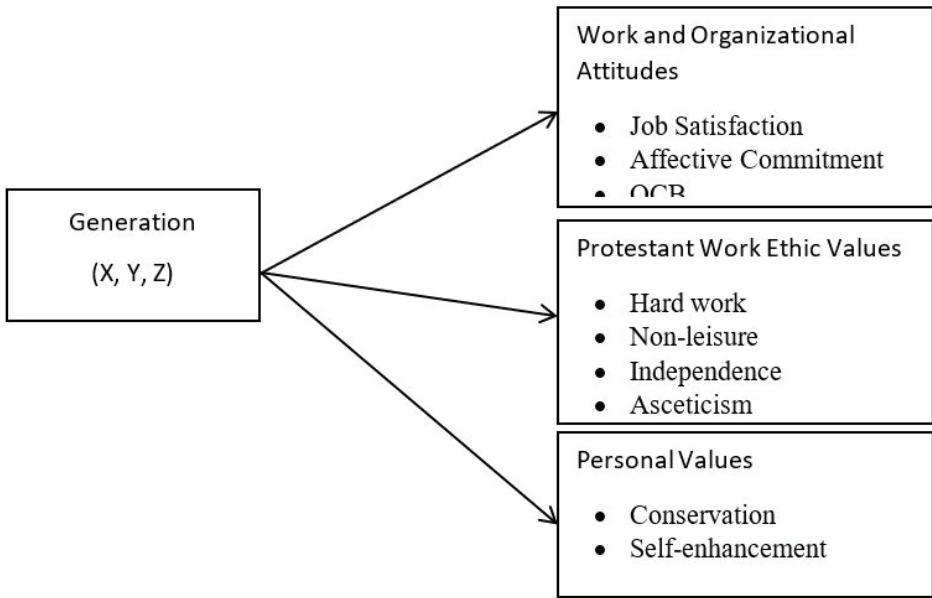 Generation
(X, Y, Z)
Work and Organizational
Attitudes
• Job Satisfaction
• Affective Commitment
• OCB
Protestant Work Ethic Values
• Hard work
• Non-leisure
• Independence
• Asceticism
Personal Values
• Conservation
• Self-enhancement